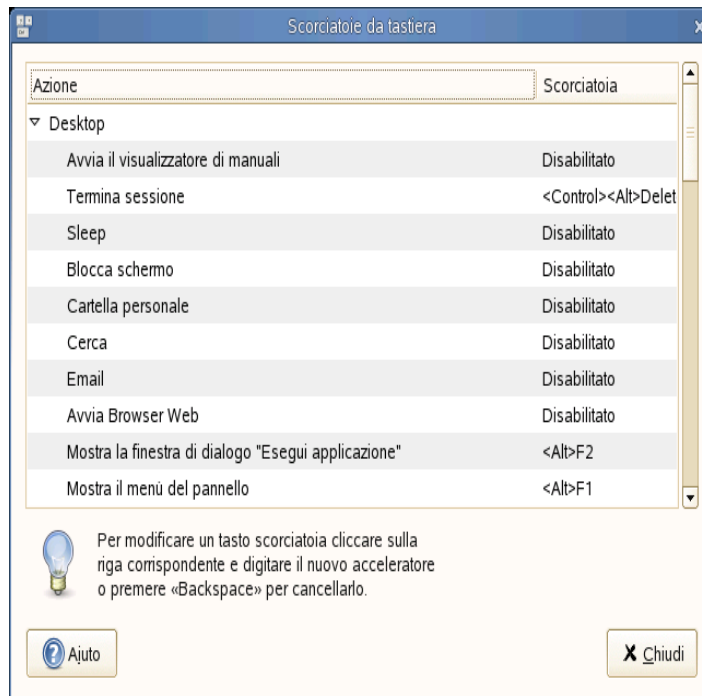 Scorciatoie da tastiera
Azione Scorciatoia
Desktop
Avvia il visualizzatore di manuali Disabilitato
Termina sessione <Control><Alt>Delet
Sleep Disabilitato
Blocca schermo Disabilitato
Cartella personale Disabilitato
Cerca Disabilitato
Email Disabilitato
Avvia Browser Web Disabilitato
Mostra la finestra di dialogo "Esegui applicazione" <Alt>F2
Mostra il menù del pannello <Alt>F1
Per modificare un tasto scorciatoia cliccare sulla
riga corrispondente e digitare il nuovo acceleratore
o premere «Backspace» per cancellarlo.
Aiuto Chiudi